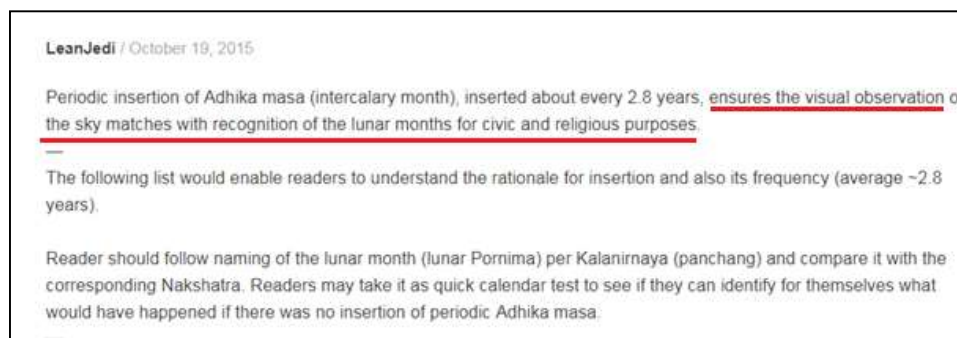 LeanJedi / October 19, 2015
Periodic insertion of Adhika masa (intercalary month), inserted about every 2.8 years, ensures the visual observation o
the sky matches with recognition of the lunar months for civic and religious purposes.
—
The following list would enable readers to understand the rationale for insertion and also its frequency (average ~2.8
years).
Reader should follow naming of the lunar month (lunar Pornima) per Kalanirnaya (panchang) and compare it with the
corresponding Nakshatra. Readers may take it as quick calendar test to see if they can identify for themselves what
would have happened if there was no insertion of periodic Adhika masa.
—